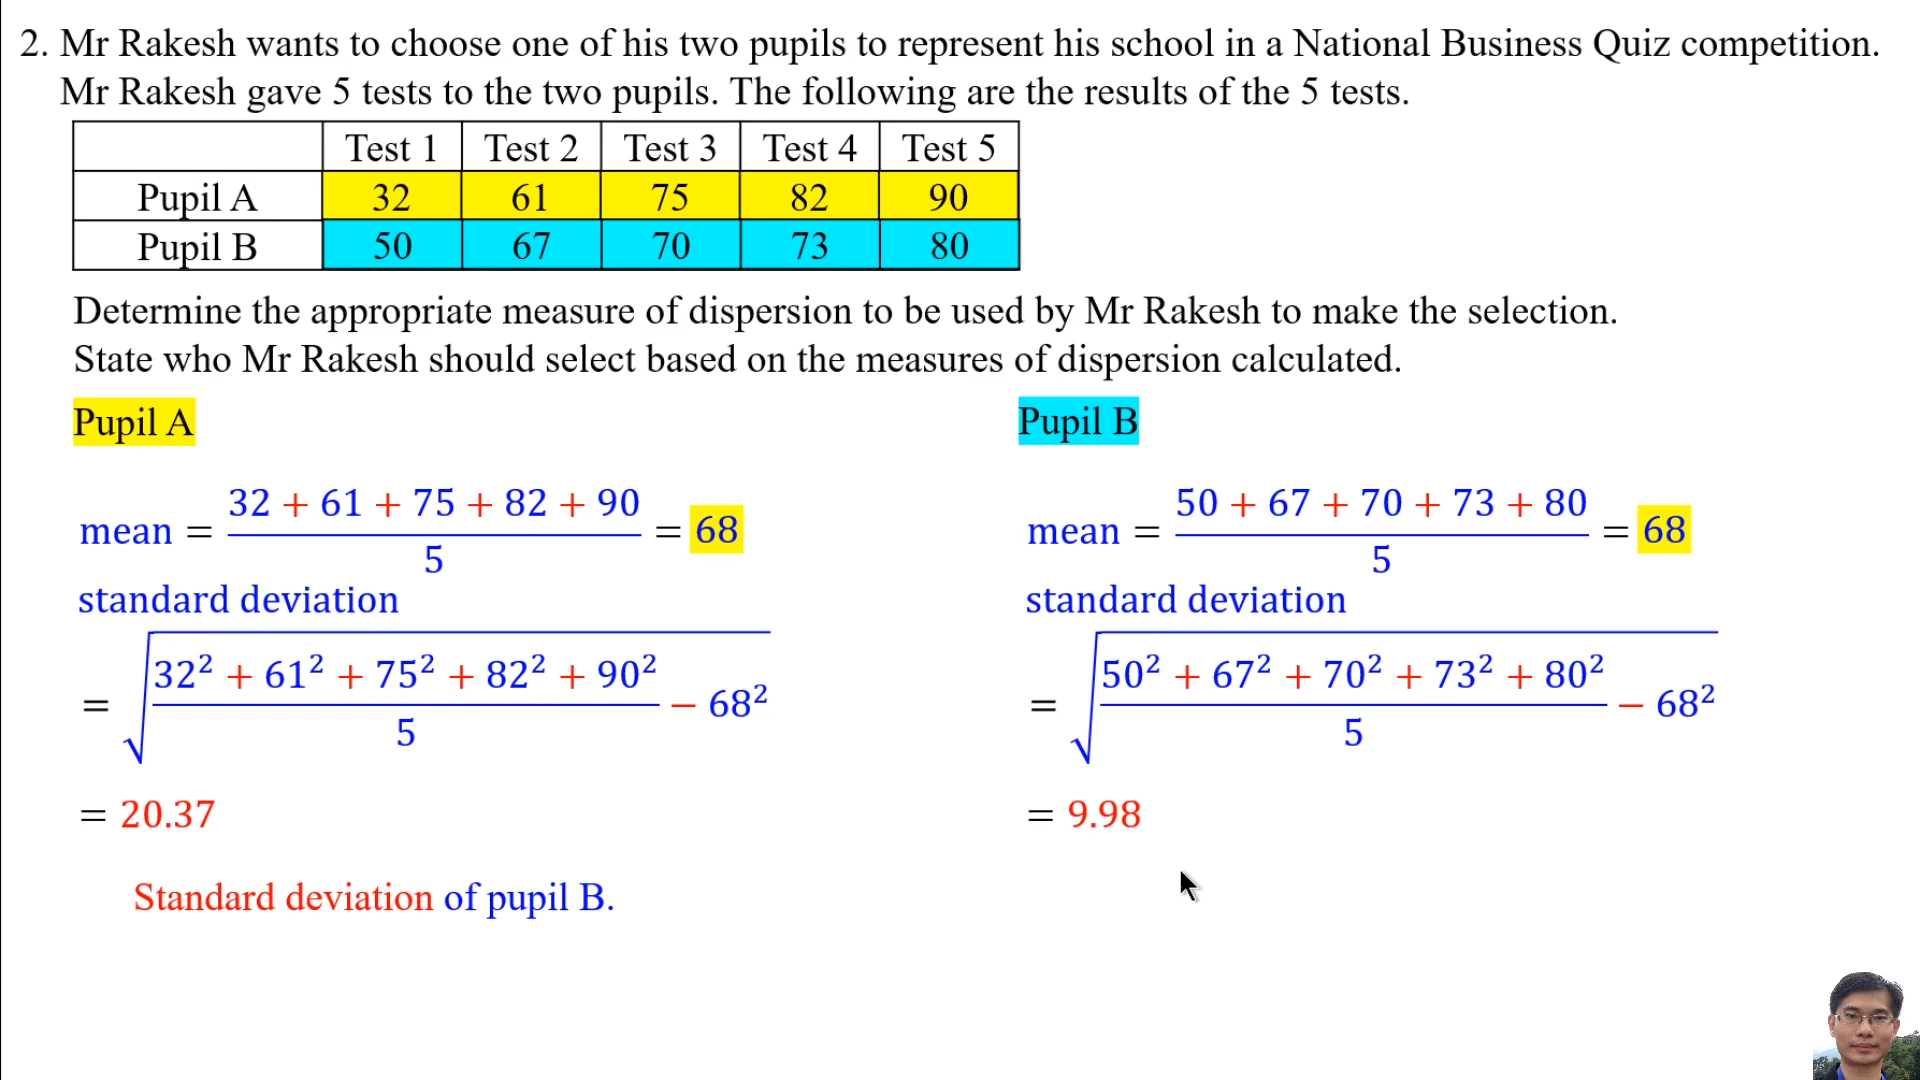 2. Mr Rakesh wants to choose one of his two pupils to represent his school in a National Business Quiz competition.
Mr Rakesh gave 5 tests to the two pupils. The following are the results of the 5 tests.
Test 1 Test 2 Test 3 Test 4 Test 5
Pupil A 32 61 75 82 90
Pupil B 50 67 70 73 80
Determine the appropriate measure of dispersion to be used by Mr Rakesh to make the selection.
State who Mr Rakesh should select based on the measures of dispersion calculated.
Pupil A
mean = (32 + 61 + 75 + 82 + 90)/5 = 68
standard deviation
= √((32² + 61² + 75² + 82² + 90²)/5 − 68²)
= 20.37
Standard deviation of pupil B.
Pupil B
mean = (50 + 67 + 70 + 73 + 80)/5 = 68
standard deviation
= √((50² + 67² + 70² + 73² + 80²)/5 − 68²)
= 9.98